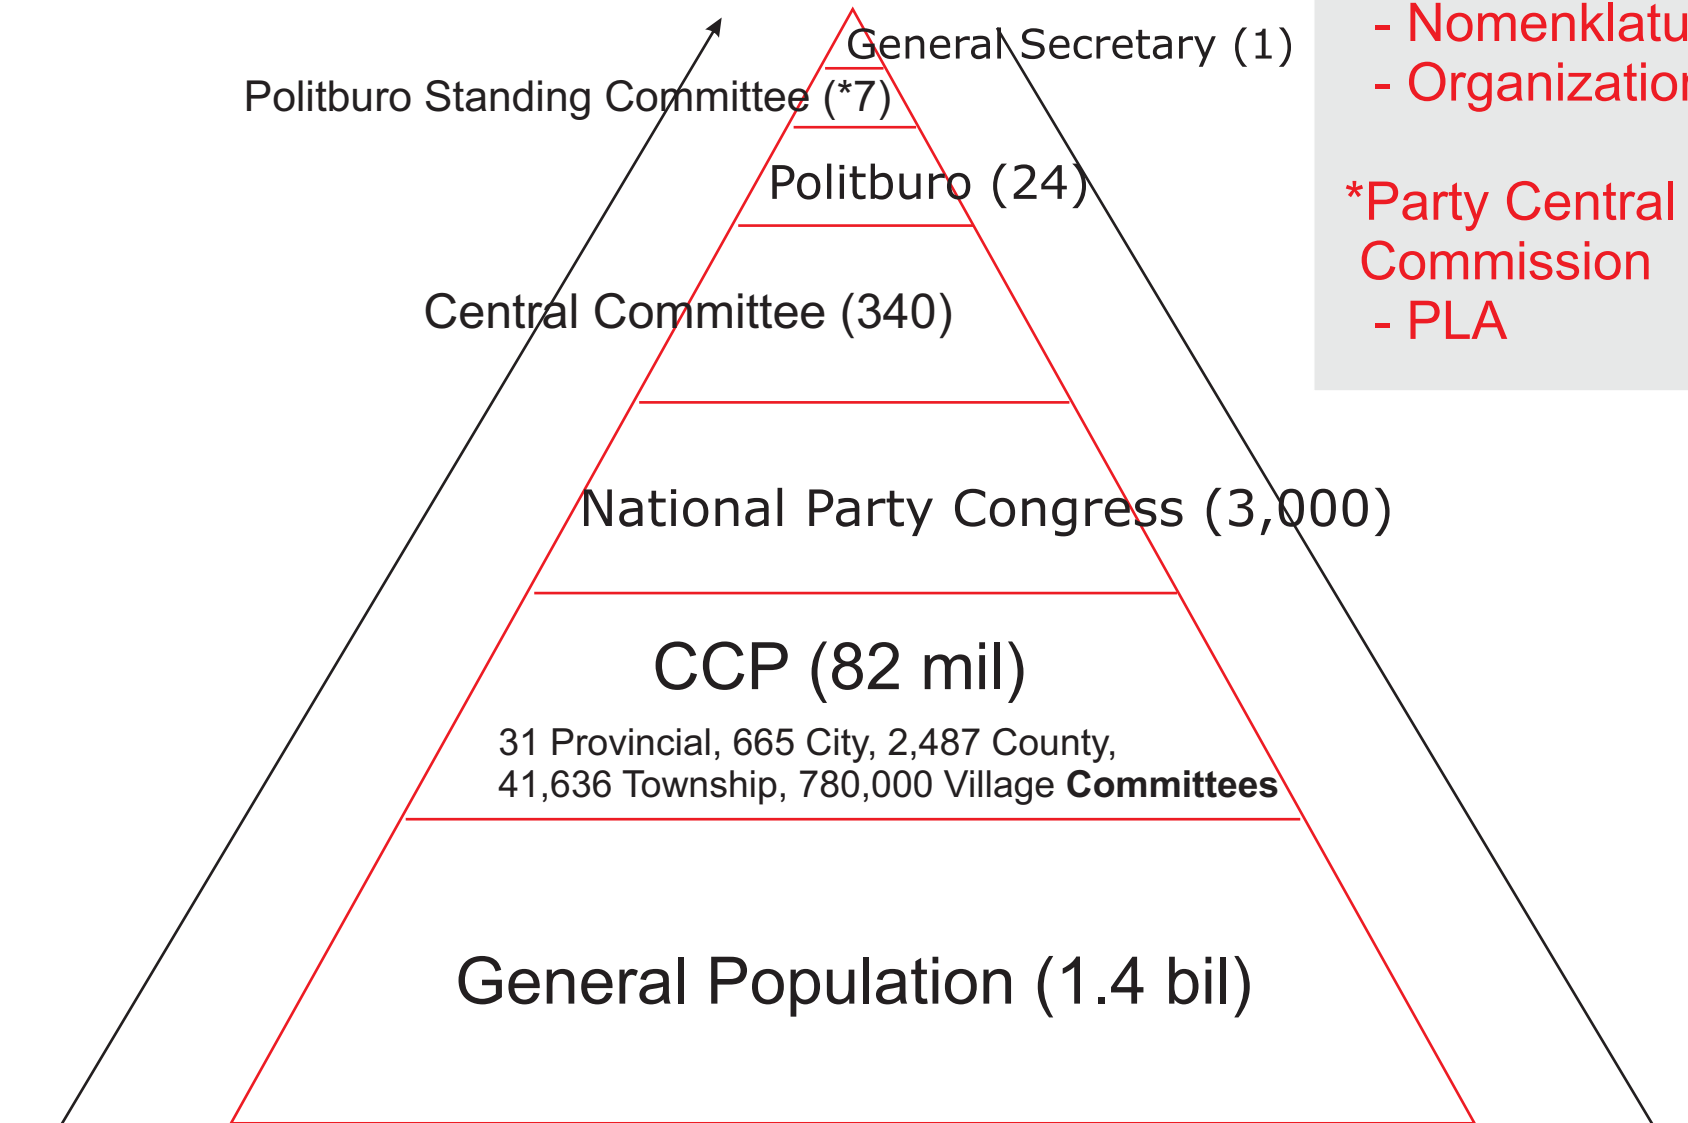 General Secretary (1)
Politburo Standing Committee (*7)
Politburo (24)
Central Committee (340)
National Party Congress (3,000)
CCP (82 mil)
31 Provincial, 665 City, 2,487 County,
41,636 Township, 780,000 Village Committees
General Population (1.4 bil)
-
-
*Party Central
Commission
- PLA